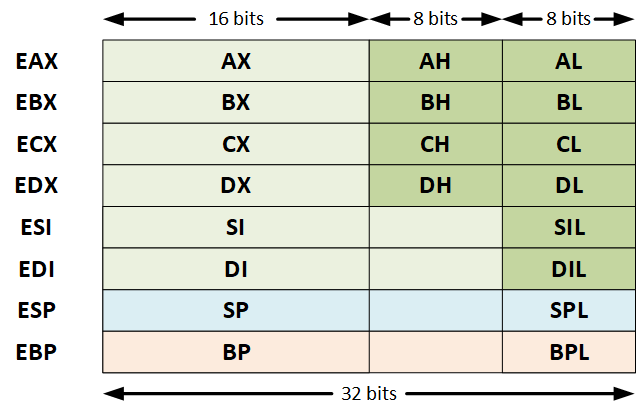 16 bits 8 bits 8 bits
EAX AX AH AL
EBX BX BH BL
ECX CX CH CL
EDX DX DH DL
ESI SI SIL
EDI DI DIL
ESP SP SPL
EBP BP BPL
32 bits